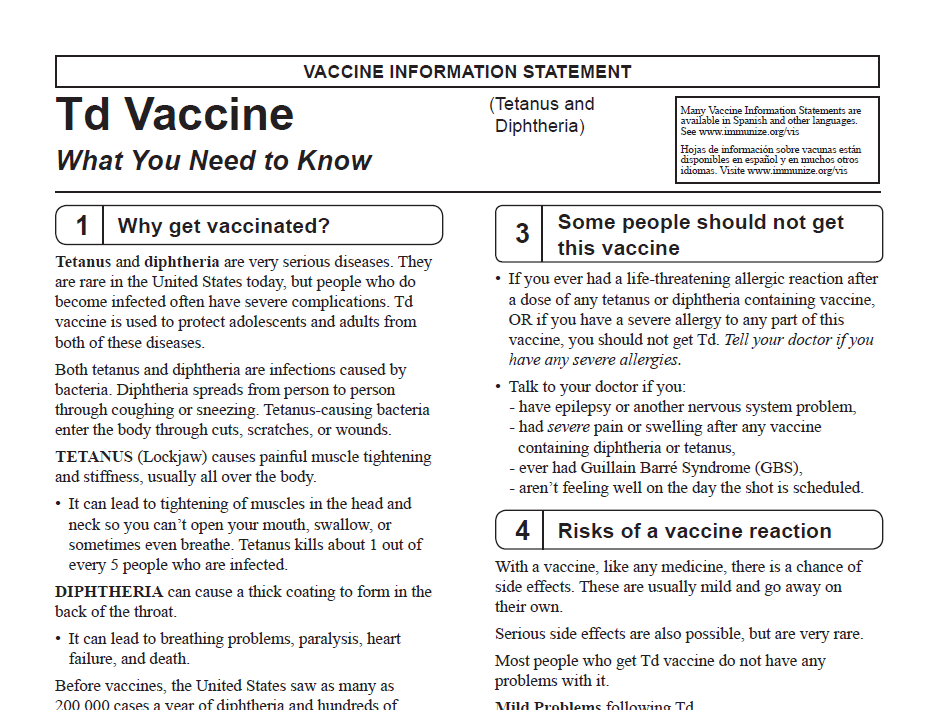 VACCINE INFORMATION STATEMENT
Td Vaccine
What You Need to Know
(Tetanus and
Diphtheria)
Many Vaccine Information Statements are
available in Spanish and other languages.
See www.immunize.org/vis
Hojas de información sobre vacunas están
disponibles en español y en muchos otros
idiomas. Visite www.immunize.org/vis
1 Why get vaccinated?
Tetanus and diphtheria are very serious diseases. They
are rare in the United States today, but people who do
become infected often have severe complications. Td
vaccine is used to protect adolescents and adults from
both of these diseases.
Both tetanus and diphtheria are infections caused by
bacteria. Diphtheria spreads from person to person
through coughing or sneezing. Tetanus-causing bacteria
enter the body through cuts, scratches, or wounds.
TETANUS (Lockjaw) causes painful muscle tightening
and stiffness, usually all over the body.
• It can lead to tightening of muscles in the head and
neck so you can’t open your mouth, swallow, or
sometimes even breathe. Tetanus kills about 1 out of
every 5 people who are infected.
DIPHTHERIA can cause a thick coating to form in the
back of the throat.
• It can lead to breathing problems, paralysis, heart
failure, and death.
Before vaccines, the United States saw as many as
200,000 cases a year of diphtheria and hundreds of
3 Some people should not get
this vaccine
• If you ever had a life-threatening allergic reaction after
a dose of any tetanus or diphtheria containing vaccine,
OR if you have a severe allergy to any part of this
vaccine, you should not get Td. Tell your doctor if you
have any severe allergies.
• Talk to your doctor if you:
- have epilepsy or another nervous system problem,
- had severe pain or swelling after any vaccine
containing diphtheria or tetanus,
- ever had Guillain Barré Syndrome (GBS),
- aren’t feeling well on the day the shot is scheduled.
4 Risks of a vaccine reaction
With a vaccine, like any medicine, there is a chance of
side effects. These are usually mild and go away on
their own.
Serious side effects are also possible, but are very rare.
Most people who get Td vaccine do not have any
problems with it.
Mild Problems following Td